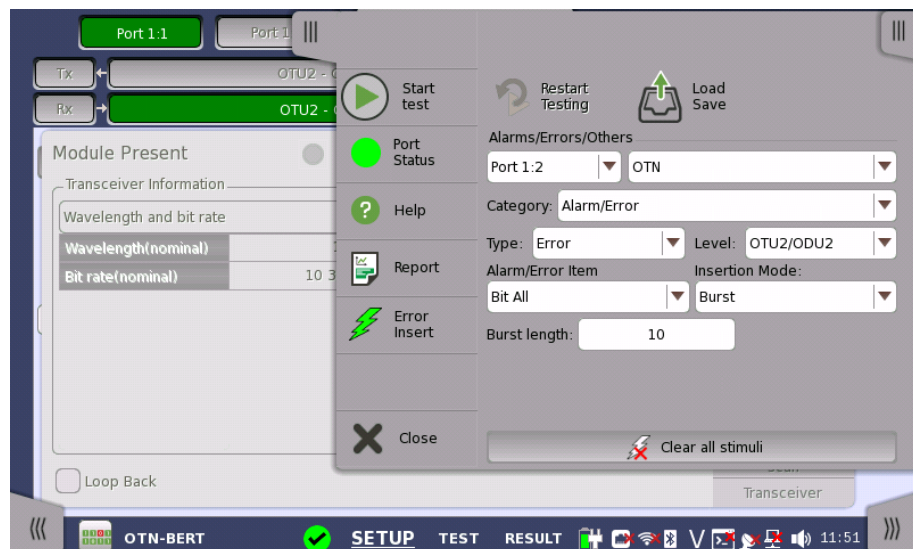 Port 1:1
Port 1
Tx
OTU2 -
Rx
OTU2 -
Module Present
Transceiver Information
Wavelength and bit rate
Wavelength(nominal)
Bit rate(nominal)
10 3
Loop Back
Transceiver
Start test
Port Status
Help
Report
Error Insert
Close
Restart Testing
Load Save
Alarms/Errors/Others
Port 1:2
OTN
Category: Alarm/Error
Type: Error
Level: OTU2/ODU2
Alarm/Error Item
Insertion Mode:
Bit All
Burst
Burst length: 10
Clear all stimuli
OTN-BERT
SETUP
TEST
RESULT
V
11:51